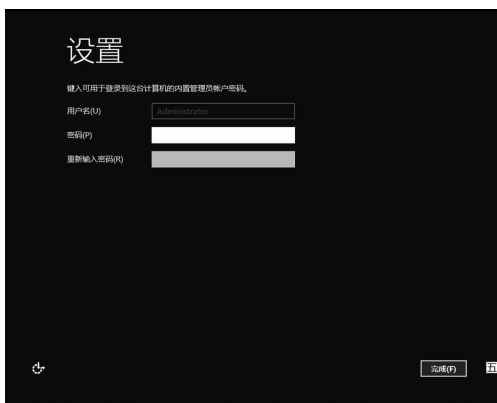 设置
键入可用于登录到这台计算机的内置管理员帐户密码。
用户名(U)
Administrator
密码(P)
重新输入密码(R)
完成(F)
五